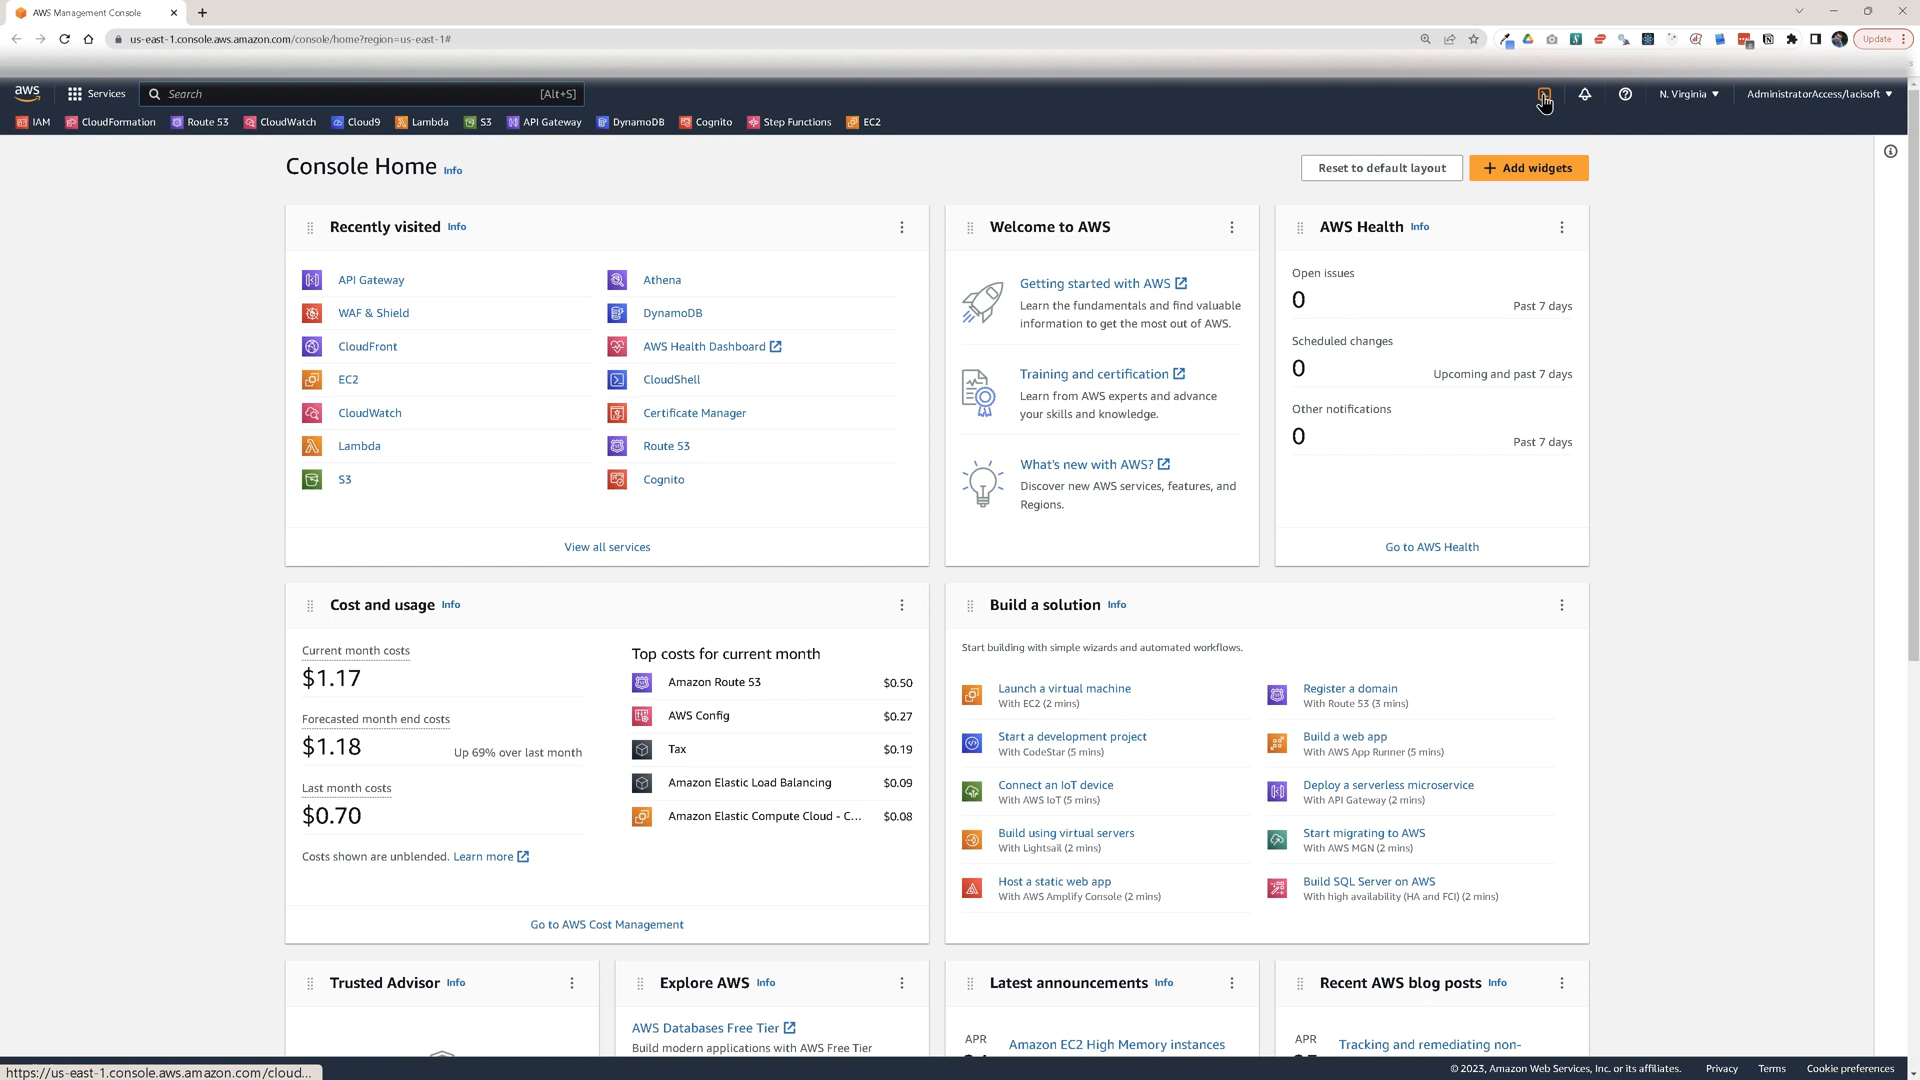 AWS Management Console
us-east-1.console.aws.amazon.com/console/home?region=us-east-1#
Update
aws
Services
Search
[Alt+S]
N. Virginia
AdministratorAccess/lacisoft
IAM
CloudFormation
Route 53
CloudWatch
Cloud9
Lambda
S3
API Gateway
DynamoDB
Cognito
Step Functions
EC2
Console Home Info
Reset to default layout
Add widgets
Recently visited Info
API Gateway
WAF & Shield
CloudFront
EC2
CloudWatch
Lambda
S3
Athena
DynamoDB
AWS Health Dashboard
CloudShell
Certificate Manager
Route 53
Cognito
View all services
Welcome to AWS
Getting started with AWS
Learn the fundamentals and find valuable
information to get the most out of AWS.
Training and certification
Learn from AWS experts and advance
your skills and knowledge.
What's new with AWS?
Discover new AWS services, features, and
Regions.
AWS Health Info
Open issues
0
Past 7 days
Scheduled changes
0
Upcoming and past 7 days
Other notifications
0
Past 7 days
Go to AWS Health
Cost and usage Info
Current month costs
$1.17
Forecasted month end costs
$1.18
Up 69% over last month
Last month costs
$0.70
Costs shown are unblended. Learn more
Top costs for current month
Amazon Route 53 $0.50
AWS Config $0.27
Tax $0.19
Amazon Elastic Load Balancing $0.09
Amazon Elastic Compute Cloud - C... $0.08
Go to AWS Cost Management
Build a solution Info
Start building with simple wizards and automated workflows.
Launch a virtual machine
With EC2 (2 mins)
Start a development project
With CodeStar (5 mins)
Connect an IoT device
With AWS IoT (5 mins)
Build using virtual servers
With Lightsail (2 mins)
Host a static web app
With AWS Amplify Console (2 mins)
Register a domain
With Route 53 (3 mins)
Build a web app
With AWS App Runner (5 mins)
Deploy a serverless microservice
With API Gateway (2 mins)
Start migrating to AWS
With AWS MGN (2 mins)
Build SQL Server on AWS
With high availability (HA and FCI) (2 mins)
Trusted Advisor Info
Explore AWS Info
AWS Databases Free Tier
Build modern applications with AWS Free Tier
Latest announcements Info
APR
Amazon EC2 High Memory instances
Recent AWS blog posts Info
APR
Tracking and remediating non-
https://us-east-1.console.aws.amazon.com/cloud...
© 2023, Amazon Web Services, Inc. or its affiliates.
Privacy
Terms
Cookie preferences